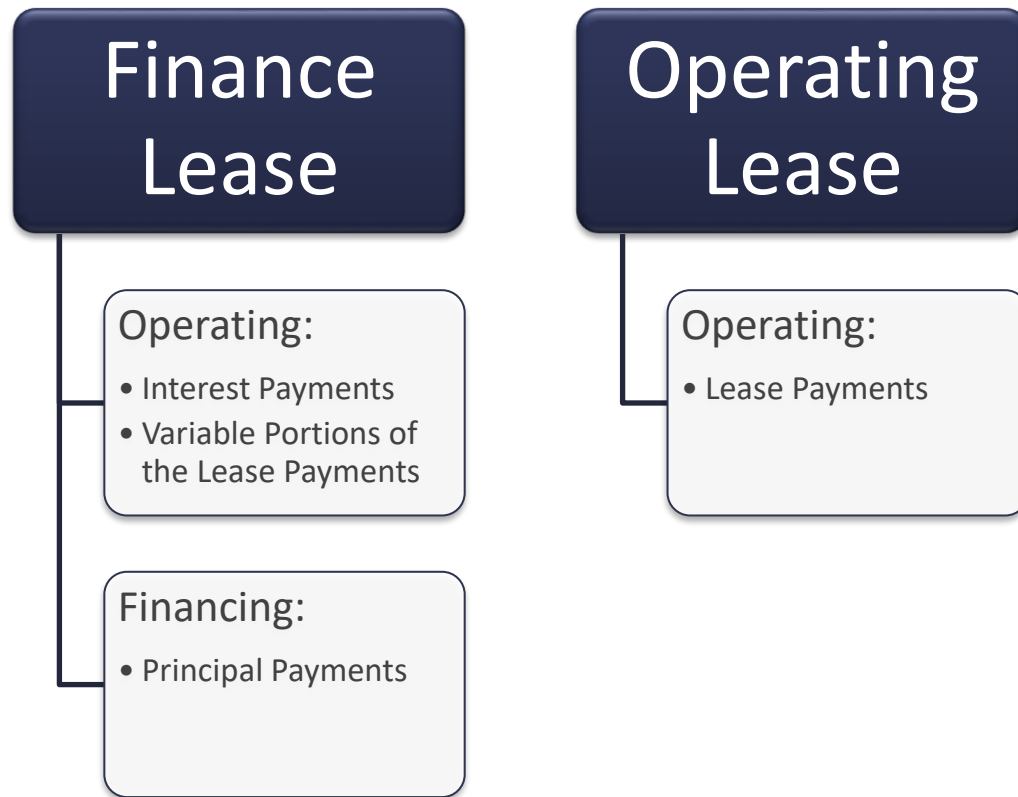 Finance
Lease
Operating:
• Interest Payments
• Variable Portions of
the Lease Payments
Financing:
• Principal Payments
Operating
Lease
Operating:
• Lease Payments